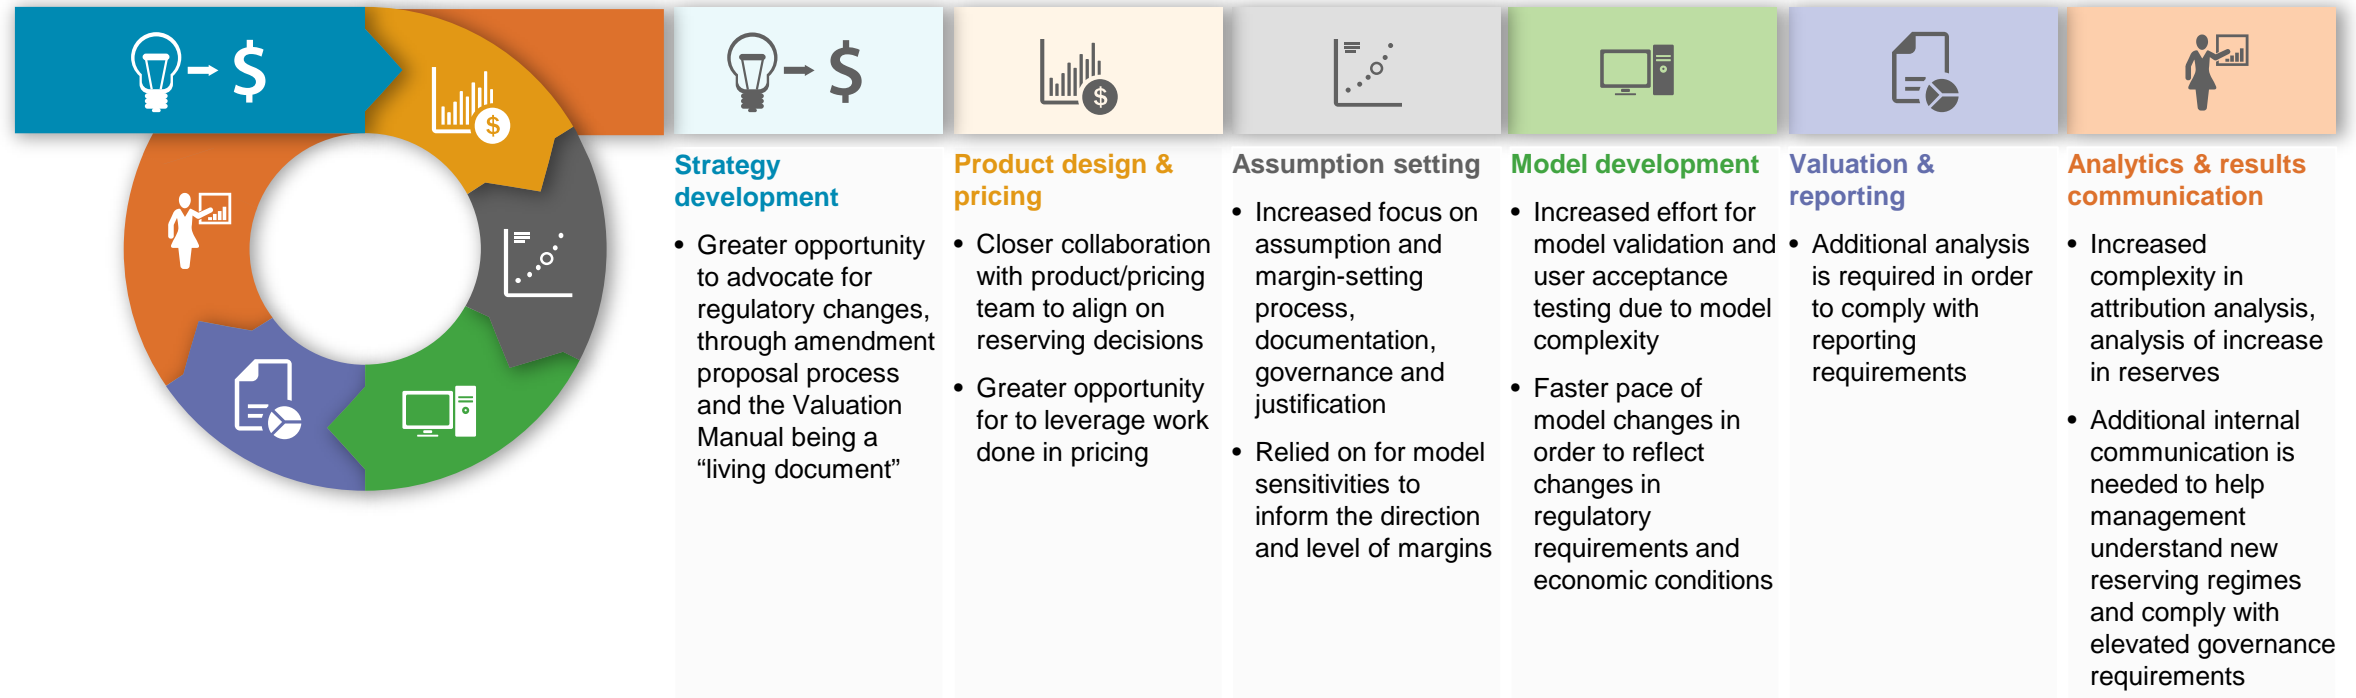 Strategy
development
• Greater opportunity
to advocate for
regulatory changes,
through amendment
proposal process
and the Valuation
Manual being a
“living document”
Product design &
pricing
• Closer collaboration
with product/pricing
team to align on
reserving decisions
• Greater opportunity
for to leverage work
done in pricing
Assumption setting
• Increased focus on
assumption and
margin-setting
process,
documentation,
governance and
justification
• Relied on for model
sensitivities to
inform the direction
and level of margins
Model development
• Increased effort for
model validation and
user acceptance
testing due to model
complexity
• Faster pace of
model changes in
order to reflect
changes in
regulatory
requirements and
economic conditions
Valuation &
reporting
• Additional analysis
is required in order
to comply with
reporting
requirements
Analytics & results
communication
• Increased
complexity in
attribution analysis,
analysis of increase
in reserves
• Additional internal
communication is
needed to help
management
understand new
reserving regimes
and comply with
elevated governance
requirements